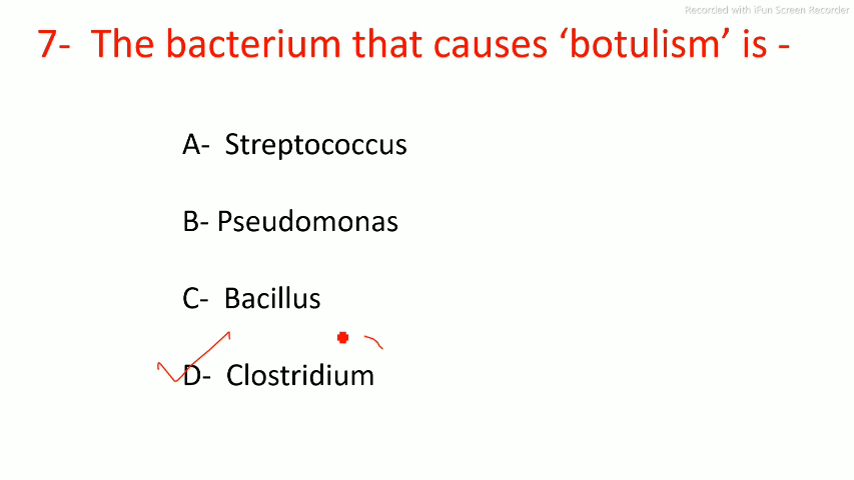 Recorded with iFun Screen Recorder
7- The bacterium that causes ‘botulism’ is -
A- Streptococcus
B- Pseudomonas
C- Bacillus
D- Clostridium